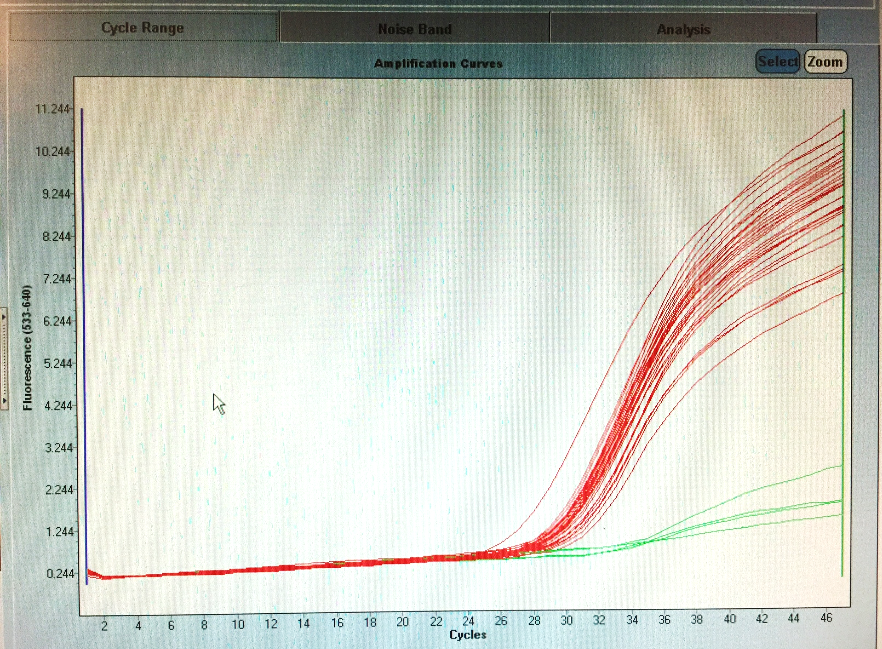 Cycle Range
Noise Band
Analysis
Amplification Curves
Select
Zoom
11.244
10.244
9.244
8.244
7.244
6.244
5.244
4.244
3.244
2.244
1.244
0.244
Fluorescence (533-640)
2 4 6 8 10 12 14 16 18 20 22 24 26 28 30 32 34 36 38 40 42 44 46
Cycles